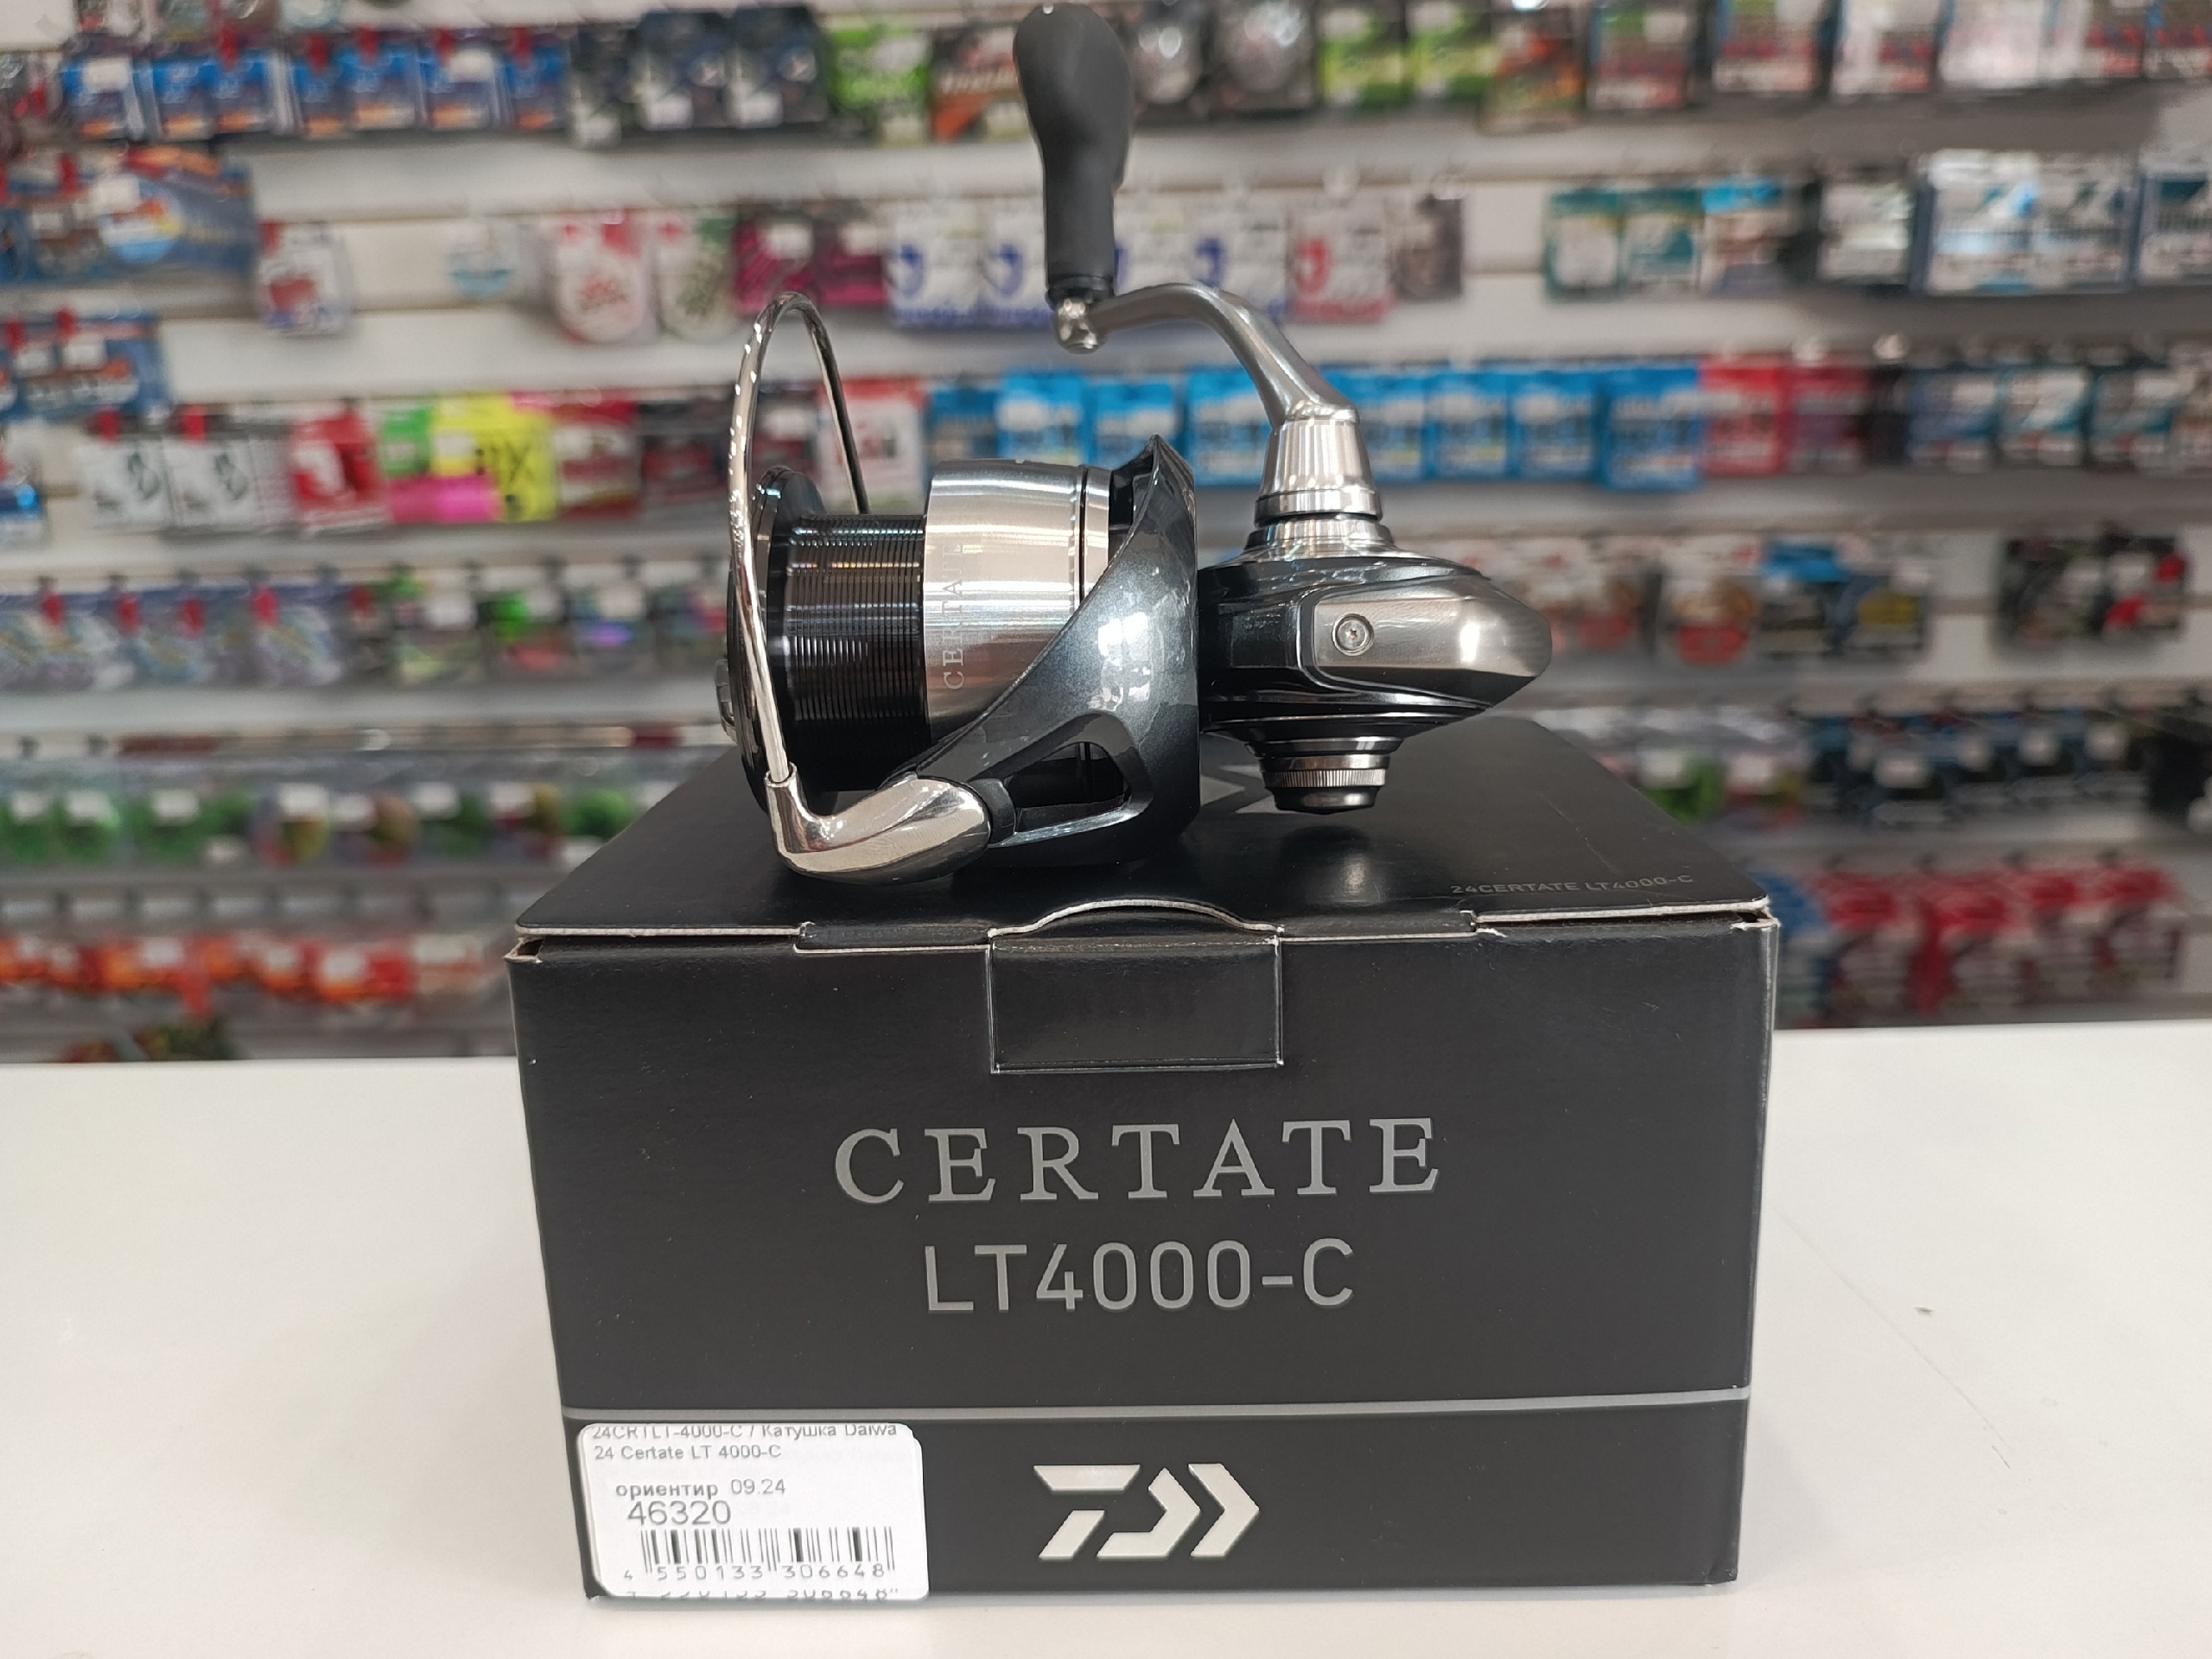 CERTATE
24CERTATE LT4000-C
CERTATE
LT4000-C
24CRTLT-4000-C / Катушка Daiwa
24 Certate LT 4000-C
ориентир 09.24
46320
4 550133 306648